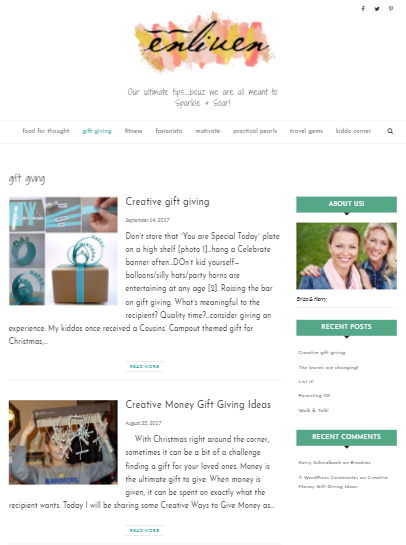 enliven
Our ultimate tips....bcuz we are all meant to
Sparkle & Soar!
food for thought gift giving fitness fasionista motivate practical pearls travel gems kiddo corner
gift giving
Creative gift giving
September 14, 2017
Don't store that "You are Special Today" plate
on a high shelf [photo 1]...hang a Celebrate
banner often...DOn't kid yourself—
balloons/silly hats/party horns are
entertaining at any age [2]. Raising the bar
on gift giving. What's meaningful to the
recipient? Quality time?...consider giving an
experience. My kiddos once received a Cousins' Campout themed gift for
Christmas,...
READ MORE
Creative Money Gift Giving Ideas
August 25, 2017
With Christmas right around the corner,
sometimes it can be a bit of a challenge
finding a gift for your loved ones. Money is
the ultimate gift to give. When money is
given, it can be spent on exactly what the
recipient wants. Today I will be sharing some Creative Ways to Give Money as...
READ MORE
ABOUT US!
Erica & Kerry
RECENT POSTS
Creative gift giving
The leaves are changing!
List it!
Parenting 101
Walk & Talk!
RECENT COMMENTS
Kerry Schnalbach on Brookies
A WordPress Commenter on Creative
Money Gift Giving Ideas